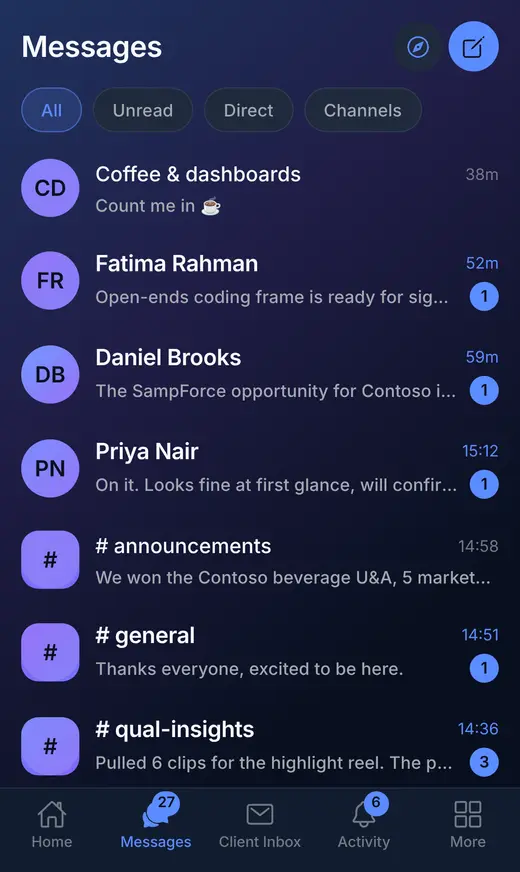 Messages
All
Unread
Direct
Channels
CD
Coffee & dashboards
38m
Count me in ☕
FR
Fatima Rahman
52m
Open-ends coding frame is ready for sig...
1
DB
Daniel Brooks
59m
The SampForce opportunity for Contoso i...
1
PN
Priya Nair
15:12
On it. Looks fine at first glance, will confir...
1
#
# announcements
14:58
We won the Contoso beverage U&A, 5 market...
#
# general
14:51
Thanks everyone, excited to be here.
1
#
# qual-insights
14:36
Pulled 6 clips for the highlight reel. The p...
3
Home
27
Messages
Client Inbox
6
Activity
More